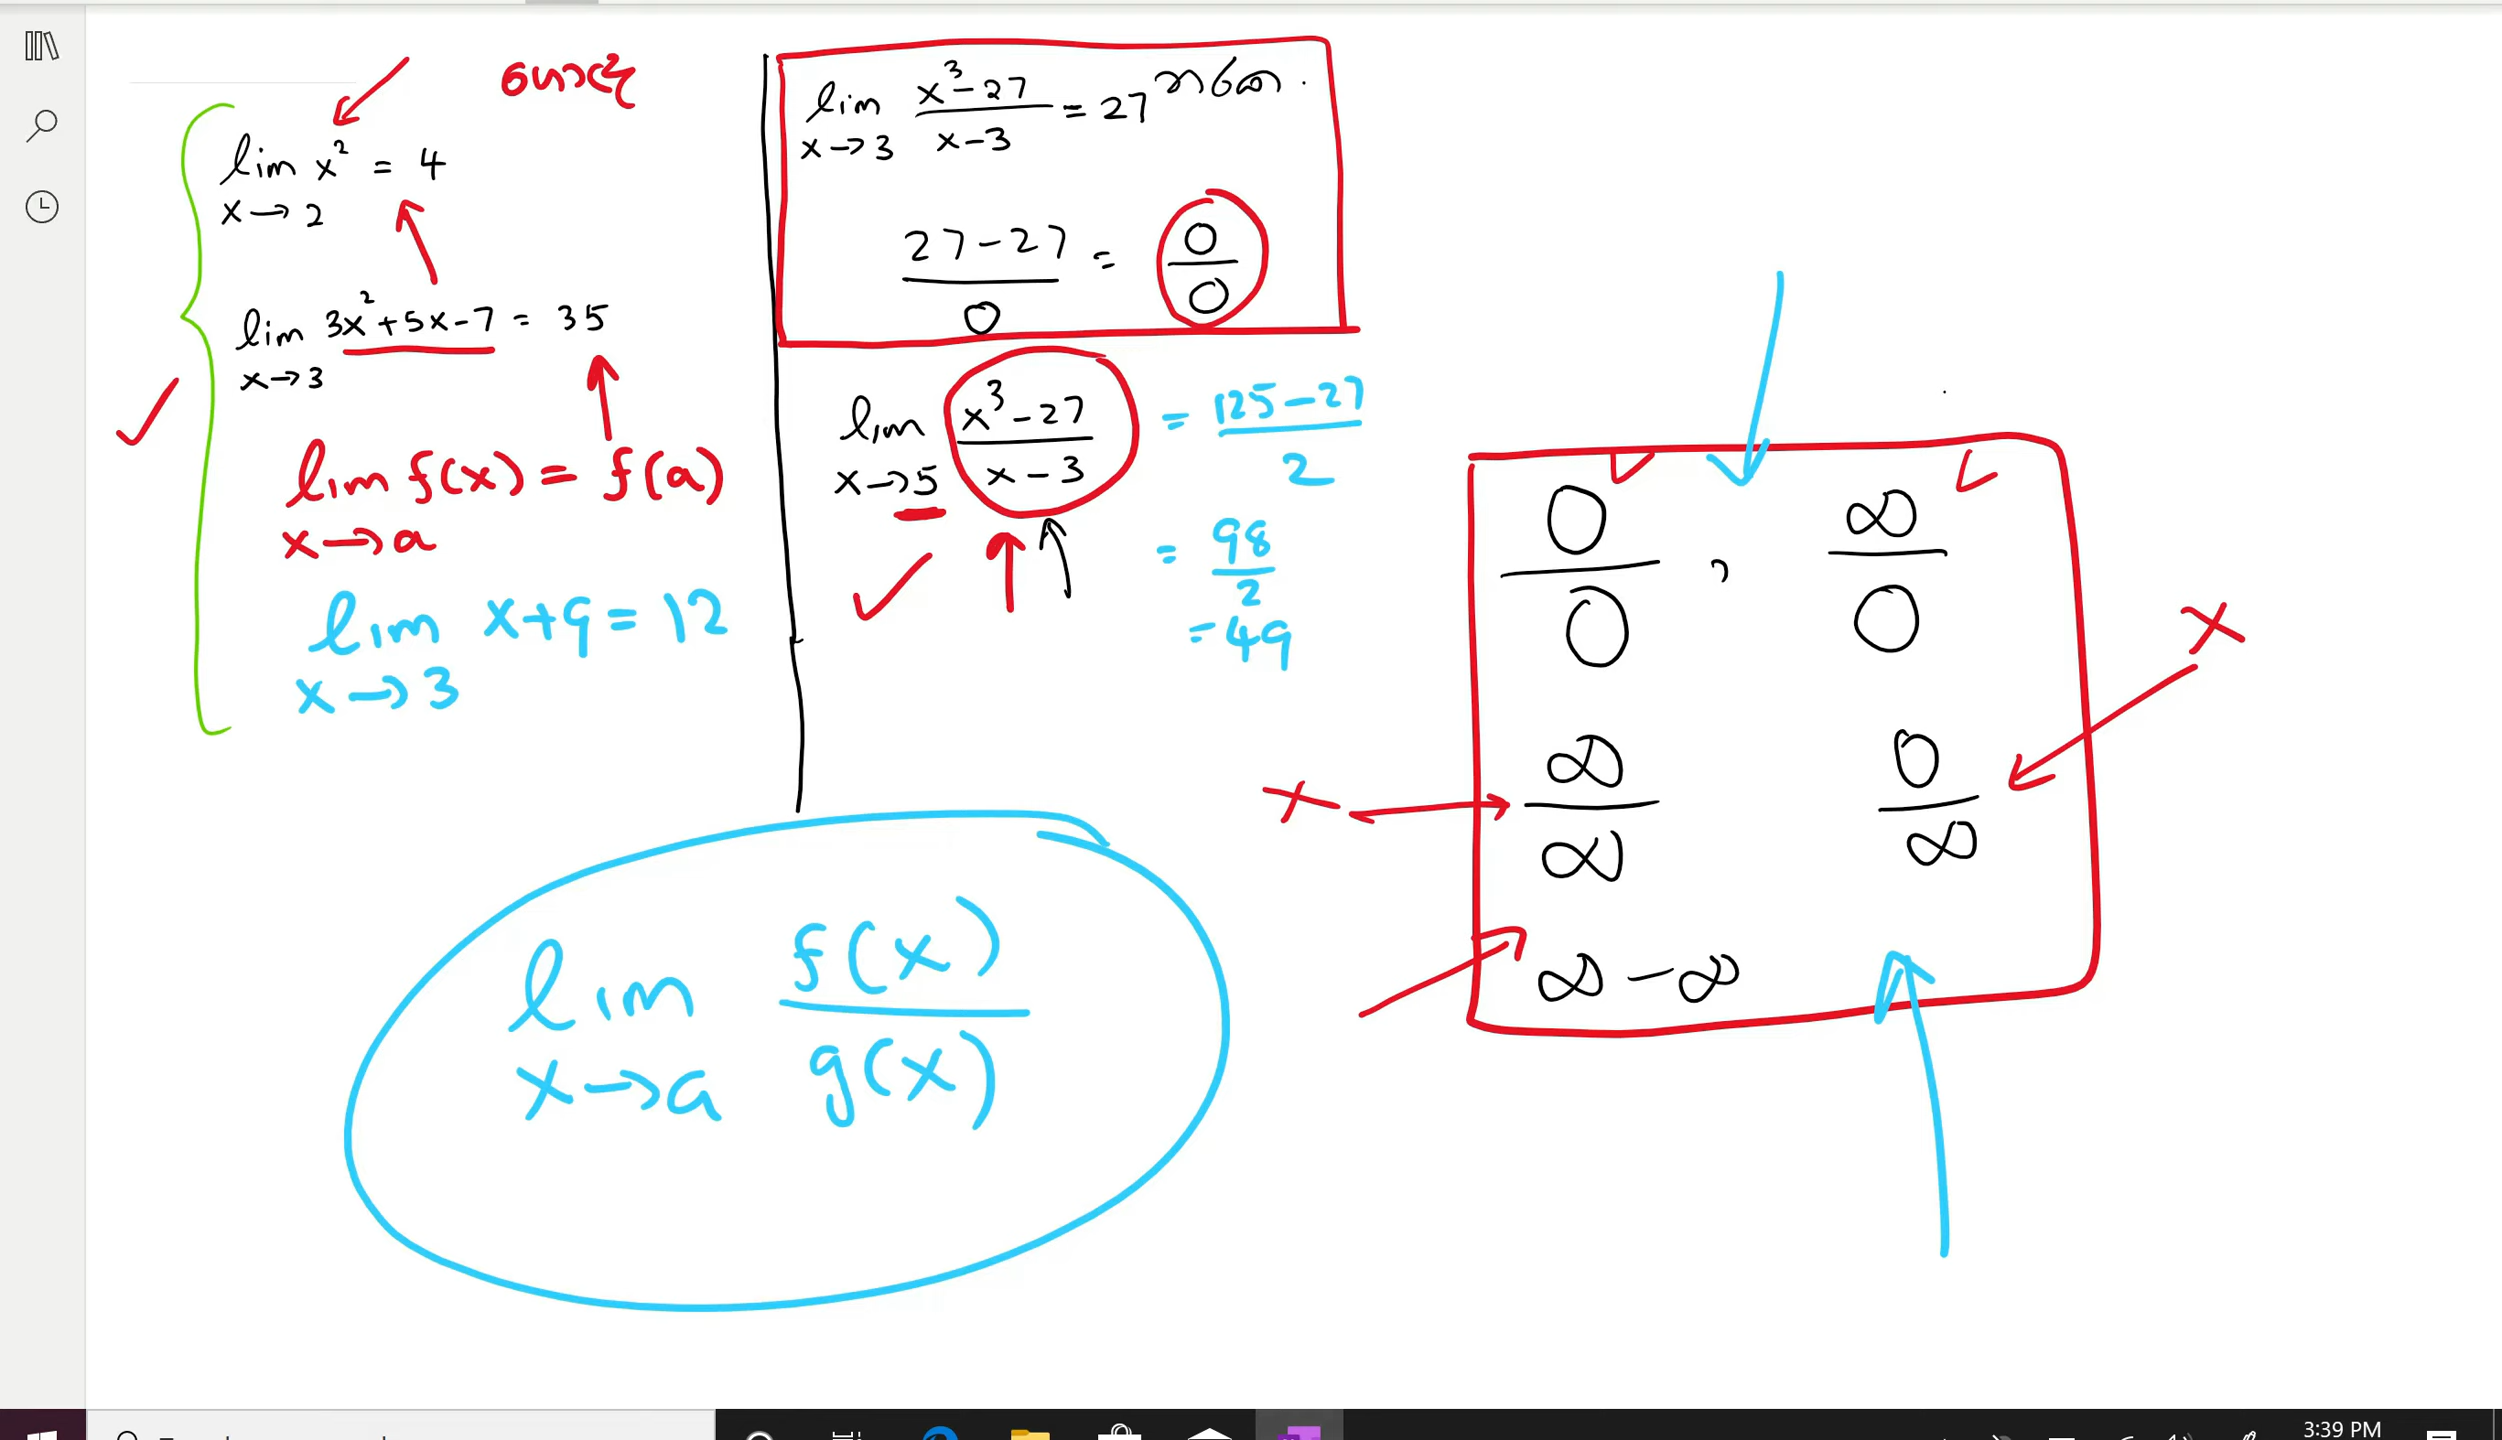 lim x² = 4
x→2
lim 3x²+5x-7 = 35
x→3
lim f(x) = f(a)
x→a
lim x+9=12
x→3
lim x³-27 / x-3 = 27
x→3
27-27 / 0 = 0/0
lim x³-27 / x-3 = 125-27 / 2
x→5
= 98/2
= 49
lim f(x) / g(x)
x→a
0/0 , ∞/0
x
x ∞/∞ 0/∞
∞-∞
3:39 PM